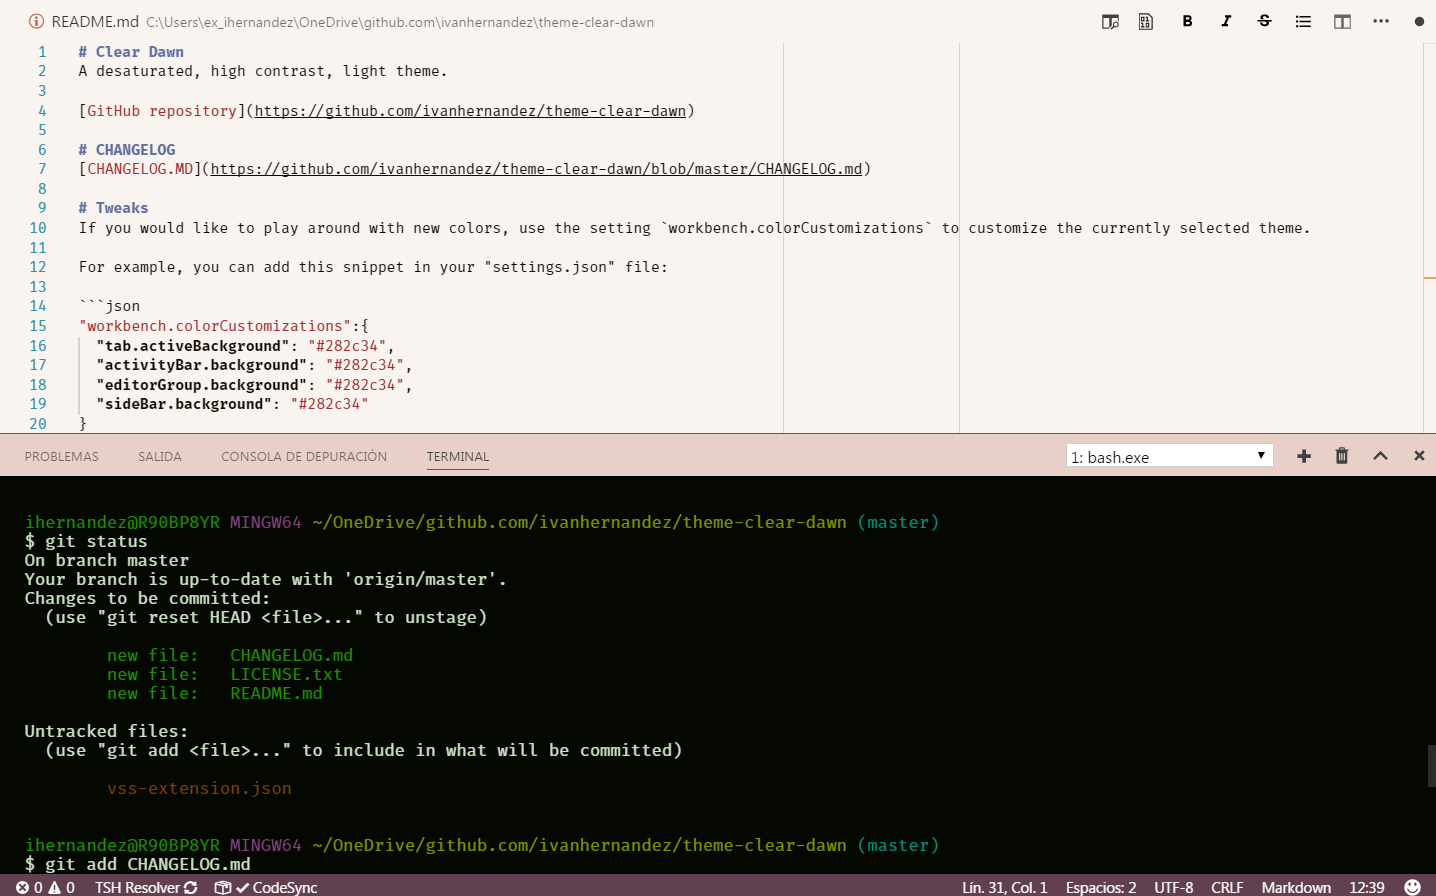 README.md C:\Users\ex_ihernandez\OneDrive\github.com\ivanhernandez\theme-clear-dawn
1 # Clear Dawn
2 A desaturated, high contrast, light theme.
3
4 [GitHub repository](https://github.com/ivanhernandez/theme-clear-dawn)
5
6 # CHANGELOG
7 [CHANGELOG.MD](https://github.com/ivanhernandez/theme-clear-dawn/blob/master/CHANGELOG.md)
8
9 # Tweaks
10 If you would like to play around with new colors, use the setting `workbench.colorCustomizations` to customize the currently selected theme.
11
12 For example, you can add this snippet in your "settings.json" file:
13
14 ```json
15 "workbench.colorCustomizations":{
16 "tab.activeBackground": "#282c34",
17 "activityBar.background": "#282c34",
18 "editorGroup.background": "#282c34",
19 "sideBar.background": "#282c34"
20 }
PROBLEMAS SALIDA CONSOLA DE DEPURACIÓN TERMINAL 1: bash.exe
ihernandez@R90BP8YR MINGW64 ~/OneDrive/github.com/ivanhernandez/theme-clear-dawn (master)
$ git status
On branch master
Your branch is up-to-date with 'origin/master'.
Changes to be committed:
(use "git reset HEAD <file>..." to unstage)
new file: CHANGELOG.md
new file: LICENSE.txt
new file: README.md
Untracked files:
(use "git add <file>..." to include in what will be committed)
vss-extension.json
ihernandez@R90BP8YR MINGW64 ~/OneDrive/github.com/ivanhernandez/theme-clear-dawn (master)
$ git add CHANGELOG.md
0 0 TSH Resolver CodeSync Lín. 31, Col. 1 Espacios: 2 UTF-8 CRLF Markdown 12:39